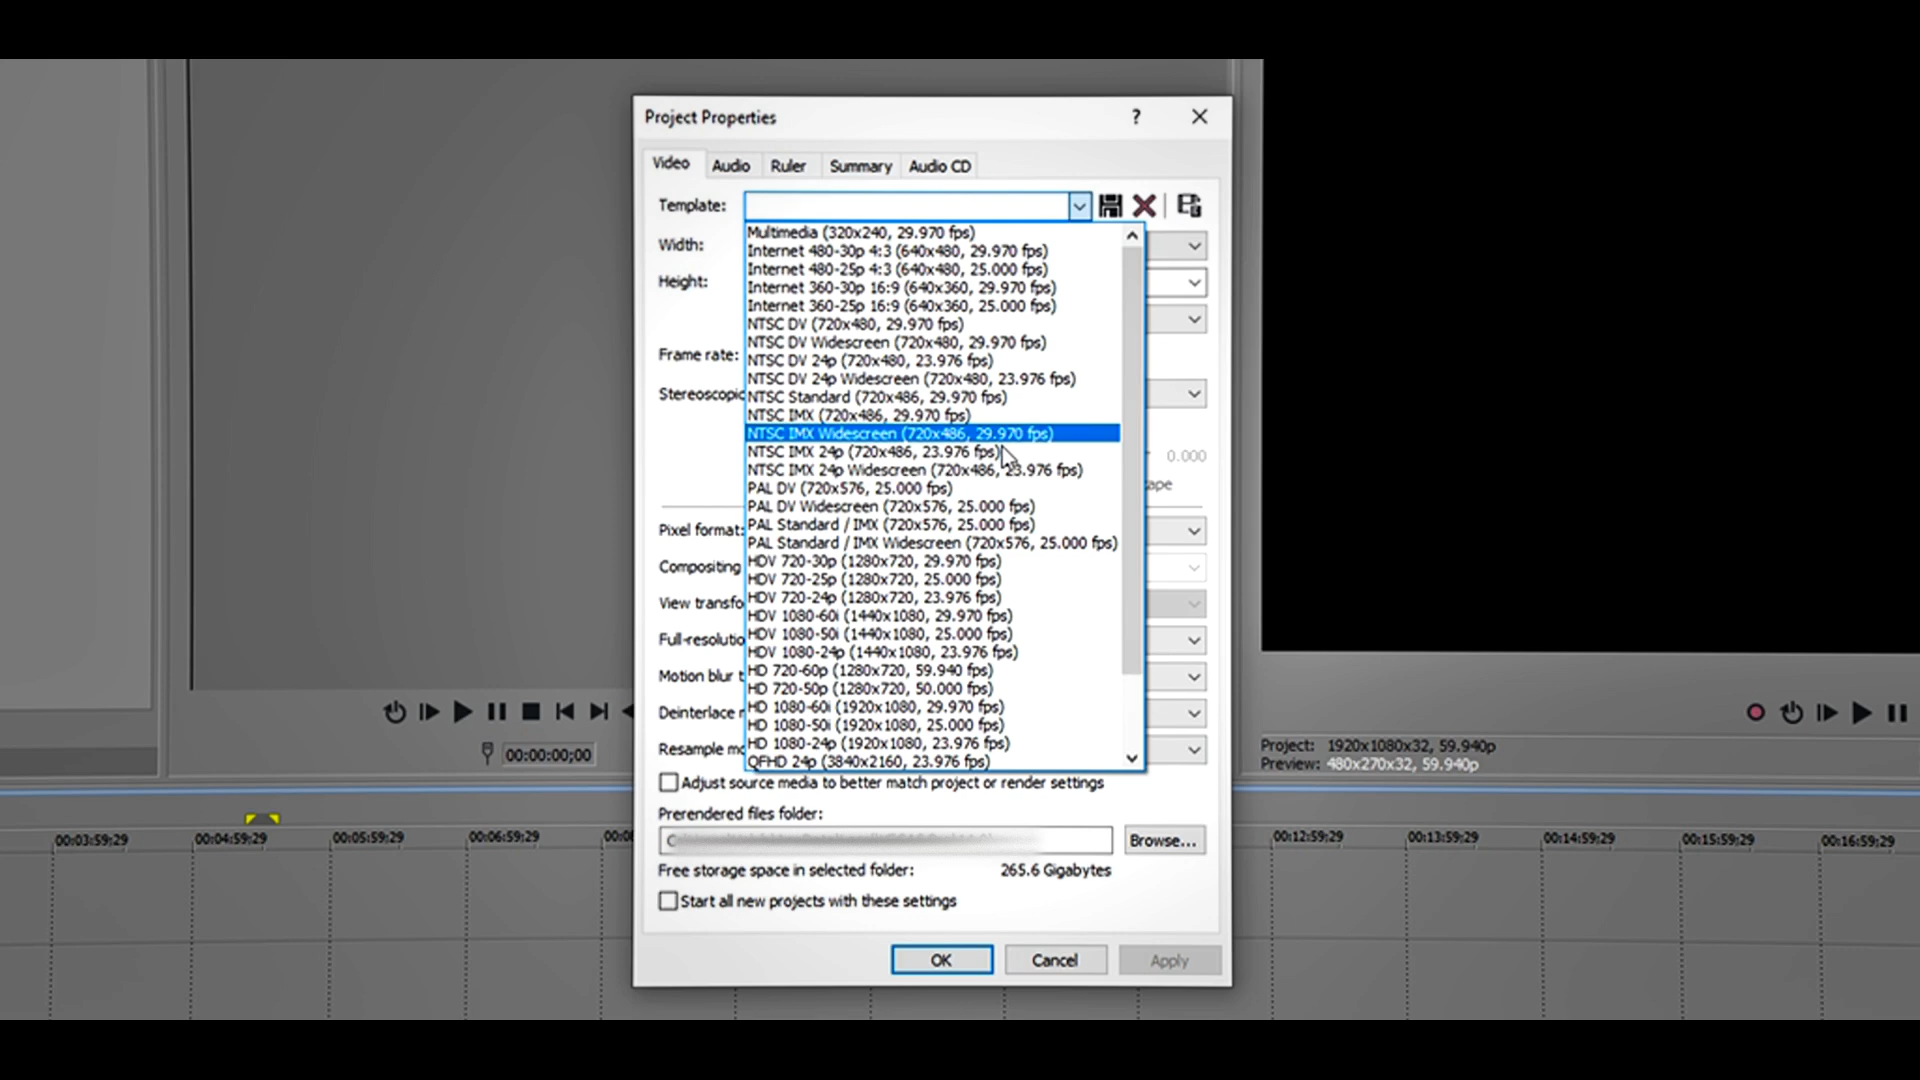 Project Properties
?
Video
Audio
Ruler
Summary
Audio CD
Template:
Multimedia (320x240, 29.970 fps)
Width:
Internet 480-30p 4:3 (640x480, 29.970 fps)
Internet 480-25p 4:3 (640x480, 25.000 fps)
Height:
Internet 360-30p 16:9 (640x360, 29.970 fps)
Internet 360-25p 16:9 (640x360, 25.000 fps)
NTSC DV (720x480, 29.970 fps)
NTSC DV Widescreen (720x480, 29.970 fps)
Frame rate:
NTSC DV 24p (720x480, 23.976 fps)
NTSC DV 24p Widescreen (720x480, 23.976 fps)
Stereoscopic
NTSC Standard (720x486, 29.970 fps)
NTSC IMX (720x486, 29.970 fps)
NTSC IMX Widescreen (720x486, 29.970 fps)
NTSC IMX 24p (720x486, 23.976 fps)
0.000
NTSC IMX 24p Widescreen (720x486, 23.976 fps)
PAL DV (720x576, 25.000 fps)
PAL DV Widescreen (720x576, 25.000 fps)
PAL Standard / IMX (720x576, 25.000 fps)
Pixel format:
PAL Standard / IMX Widescreen (720x576, 25.000 fps)
HDV 720-30p (1280x720, 29.970 fps)
Compositing
HDV 720-25p (1280x720, 25.000 fps)
HDV 720-24p (1280x720, 23.976 fps)
View transfo
HDV 1080-60i (1440x1080, 29.970 fps)
HDV 1080-50i (1440x1080, 25.000 fps)
Full-resolutio
HDV 1080-24p (1440x1080, 23.976 fps)
HD 720-60p (1280x720, 59.940 fps)
Motion blur t
HD 720-50p (1280x720, 50.000 fps)
HD 1080-60i (1920x1080, 29.970 fps)
Deinterlace m
HD 1080-50i (1920x1080, 25.000 fps)
HD 1080-24p (1920x1080, 23.976 fps)
Resample mo
QFHD 24p (3840x2160, 23.976 fps)
Adjust source media to better match project or render settings
Prerendered files folder:
Browse...
Free storage space in selected folder: 265.6 Gigabytes
Start all new projects with these settings
OK
Cancel
Apply
00:00:00;00
Project: 1920x1080x32, 59.940p
Preview: 480x270x32, 59.940p
00:03:59;29
00:04:59;29
00:05:59;29
00:06:59;29
00:12:59;29
00:13:59;29
00:14:59;29
00:15:59;29
00:16:59;29